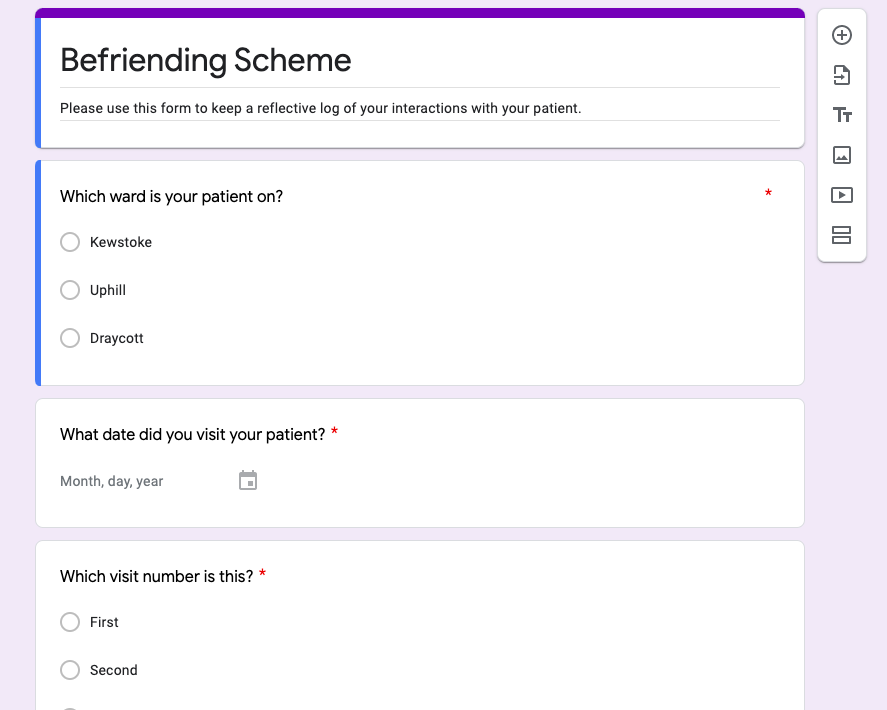 Befriending Scheme
Please use this form to keep a reflective log of your interactions with your patient.
Which ward is your patient on? *
Kewstoke
Uphill
Draycott
What date did you visit your patient? *
Month, day, year
Which visit number is this? *
First
Second